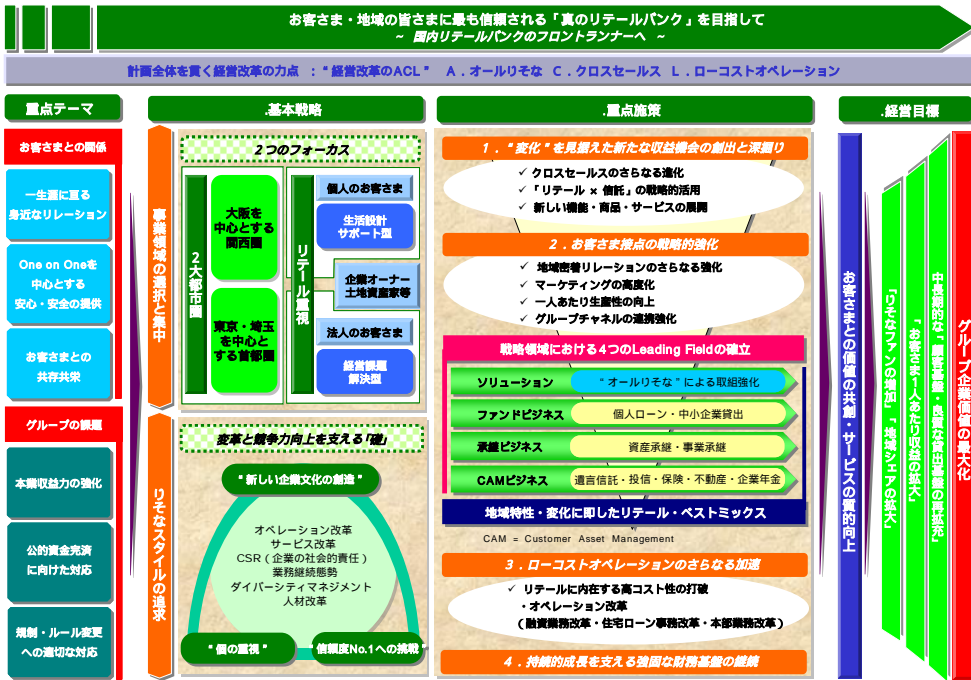 お客さま・地域の皆さまに最も信頼される「真のリテールバンク」を目指して
~ 国内リテールバンクのフロントランナーへ ~
計画全体を貫く経営改革の力点 ：“経営改革のACL” A．オールりそな C．クロスセールス L．ローコストオペレーション
重点テーマ
お客さまとの関係
一生涯に亘る
身近なリレーション
One on Oneを
中心とする
安心・安全の提供
お客さまとの
共存共栄
グループの課題
本業収益力の強化
公的資金完済
に向けた対応
規制・ルール変更
への適切な対応
.基本戦略
事業領域の選択と集中
2つのフォーカス
2大都市圏
大阪を
中心とする
関西圏
東京・埼玉
を中心と
する首都圏
リテール重視
個人のお客さま
生活設計
サポート型
企業オーナー
土地資産家等
法人のお客さま
経営課題
解決型
りそなスタイルの追求
変革と競争力向上を支える「礎」
“新しい企業文化の創造”
オペレーション改革
サービス改革
CSR（企業の社会的責任）
業務継続態勢
ダイバーシティマネジメント
人材改革
“個の重視”
“信頼度No.1への挑戦”
.重点施策
1．“変化”を見据えた新たな収益機会の創出と深掘り
✓ クロスセールスのさらなる進化
✓ 「リテール × 信託」の戦略的活用
✓ 新しい機能・商品・サービスの展開
2．お客さま接点の戦略的強化
✓ 地域密着リレーションのさらなる強化
✓ マーケティングの高度化
✓ 一人あたり生産性の向上
✓ グループチャネルの連携強化
戦略領域における4つのLeading Fieldの確立
ソリューション
“オールりそな”による取組強化
ファンドビジネス
個人ローン・中小企業貸出
承継ビジネス
資産承継・事業承継
CAMビジネス
遺言信託・投信・保険・不動産・企業年金
地域特性・変化に即したリテール・ベストミックス
CAM = Customer Asset Management
3．ローコストオペレーションのさらなる加速
✓ リテールに内在する高コスト性の打破
・オペレーション改革
（融資業務改革・住宅ローン事務改革・本部業務改革）
4．持続的成長を支える強固な財務基盤の継続
.経営目標
お客さまとの価値の共創・サービスの質的向上
「りそなファンの増加」「地域シェアの拡大」
「お客さま1人あたり収益の拡大」
中長期的な「顧客基盤・良質な貸出基盤の再拡充」
グループ企業価値の最大化